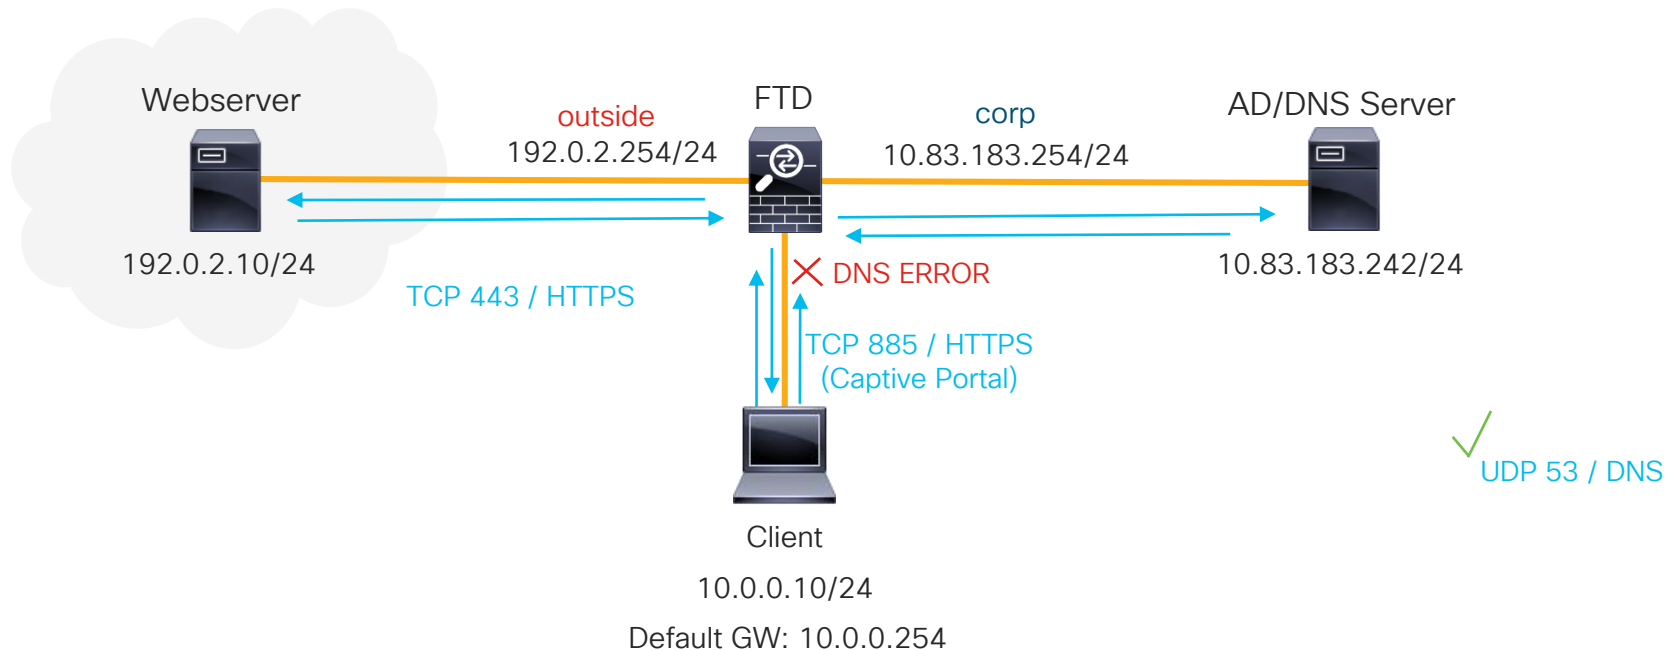 Webserver
192.0.2.10/24
outside
192.0.2.254/24
TCP 443 / HTTPS
FTD
corp
10.83.183.254/24
AD/DNS Server
10.83.183.242/24
DNS ERROR
TCP 885 / HTTPS
(Captive Portal)
UDP 53 / DNS
Client
10.0.0.10/24
Default GW: 10.0.0.254